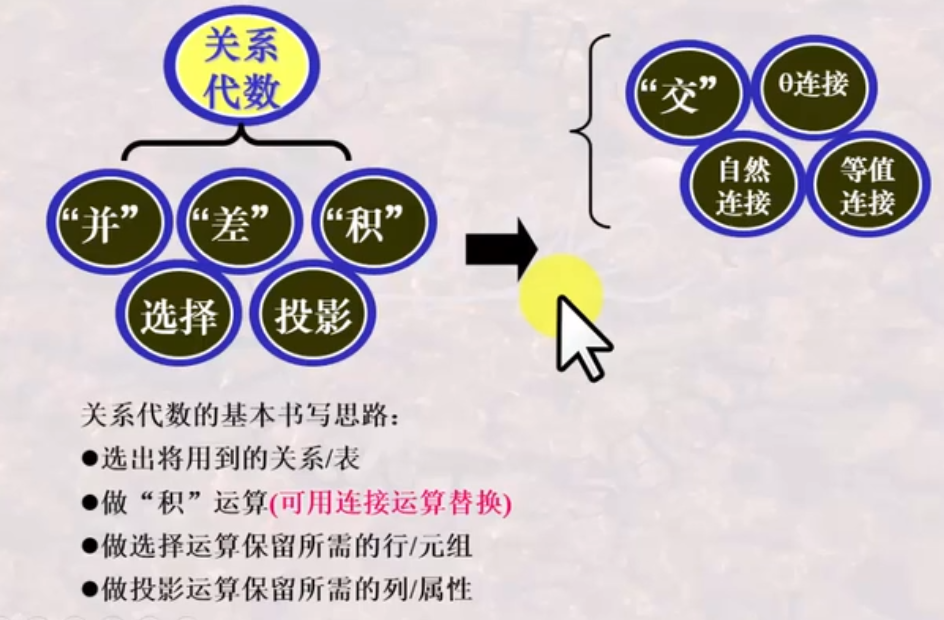 关系
代数
“并”
“差”
“积”
选择
投影
“交”
θ连接
自然
连接
等值
连接
关系代数的基本书写思路：
●选出将用到的关系/表
●做“积”运算(可用连接运算替换)
●做选择运算保留所需的行/元组
●做投影运算保留所需的列/属性